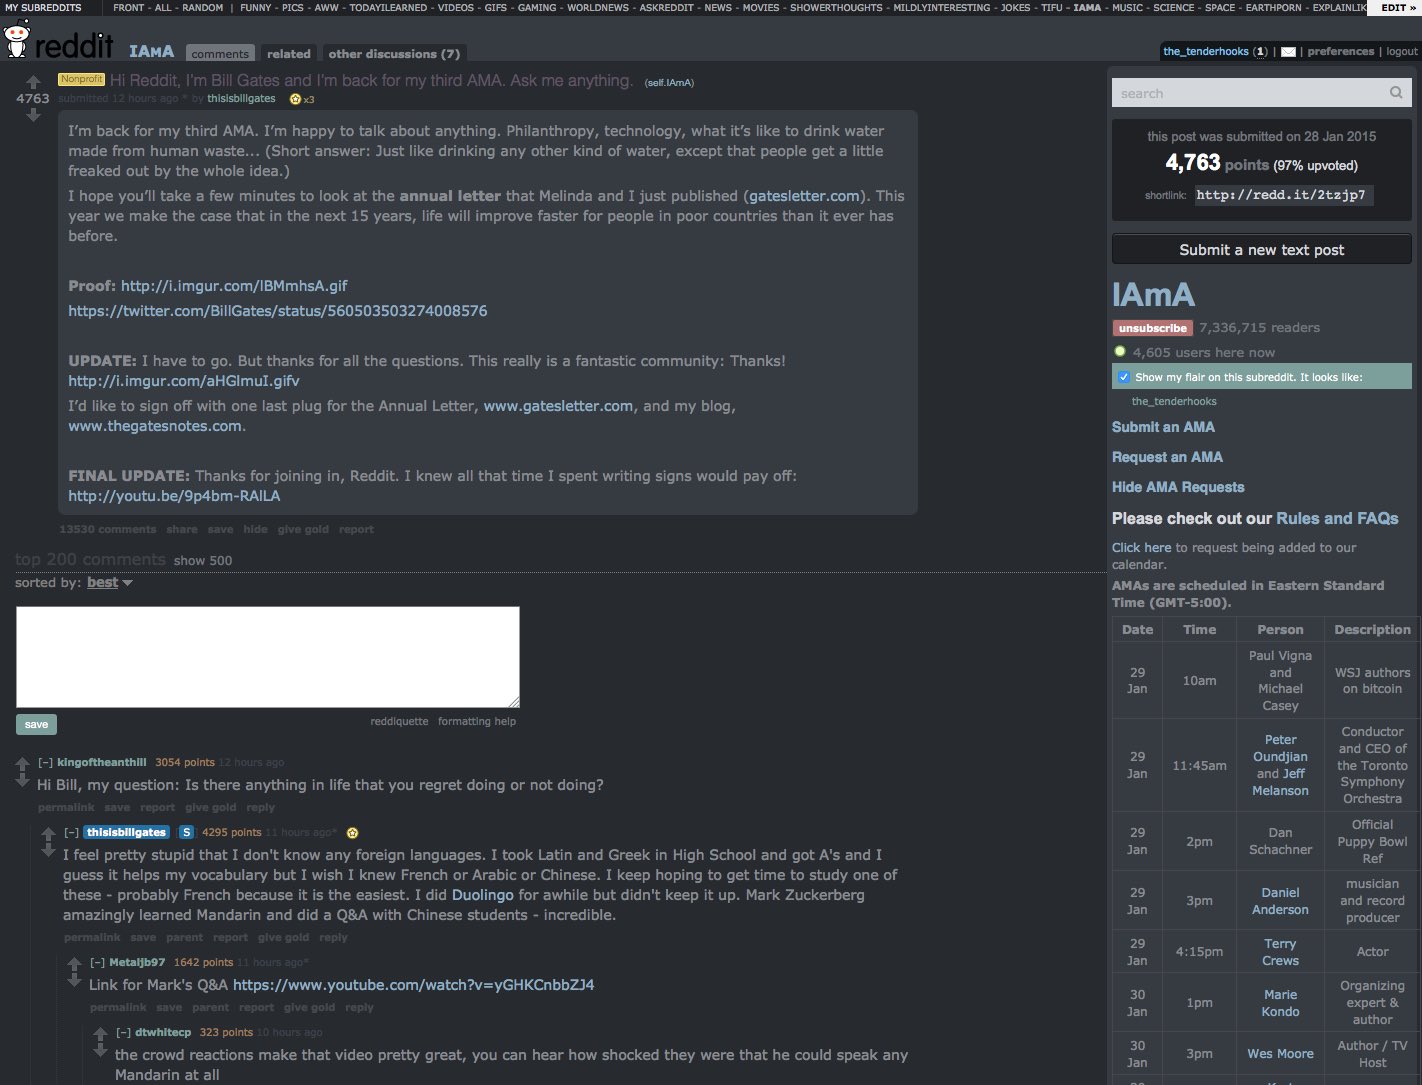 MY SUBREDDITS FRONT - ALL - RANDOM | FUNNY - PICS - AWW - TODAYILEARNED - VIDEOS - GIFS - GAMING - WORLDNEWS - ASKREDDIT - NEWS - MOVIES - SHOWERTHOUGHTS - MILDLYINTERESTING - JOKES - TIFU - IAMA - MUSIC - SCIENCE - SPACE - EARTHPORN - EXPLAINLIK EDIT »
reddit IAMA comments related other discussions (7)
the_tenderhooks (1) | preferences | logout
Nonprofit Hi Reddit, I'm Bill Gates and I'm back for my third AMA. Ask me anything. (self.IAmA)
4763 submitted 12 hours ago * by thisisbillgates x3
I'm back for my third AMA. I'm happy to talk about anything. Philanthropy, technology, what it's like to drink water
made from human waste... (Short answer: Just like drinking any other kind of water, except that people get a little
freaked out by the whole idea.)
I hope you'll take a few minutes to look at the annual letter that Melinda and I just published (gatesletter.com). This
year we make the case that in the next 15 years, life will improve faster for people in poor countries than it ever has
before.
Proof: http://i.imgur.com/lBMmhsA.gif
https://twitter.com/BillGates/status/560503503274008576
UPDATE: I have to go. But thanks for all the questions. This really is a fantastic community: Thanks!
http://i.imgur.com/aHGlmuI.gifv
I'd like to sign off with one last plug for the Annual Letter, www.gatesletter.com, and my blog,
www.thegatesnotes.com.
FINAL UPDATE: Thanks for joining in, Reddit. I knew all that time I spent writing signs would pay off:
http://youtu.be/9p4bm-RAlLA
13530 comments share save hide give gold report
top 200 comments show 500
sorted by: best
save reddiquette formatting help
[–] kingoftheanthill 3054 points 12 hours ago
Hi Bill, my question: Is there anything in life that you regret doing or not doing?
permalink save report give gold reply
[–] thisisbillgates [S] 4295 points 11 hours ago*
I feel pretty stupid that I don't know any foreign languages. I took Latin and Greek in High School and got A's and I
guess it helps my vocabulary but I wish I knew French or Arabic or Chinese. I keep hoping to get time to study one of
these - probably French because it is the easiest. I did Duolingo for awhile but didn't keep it up. Mark Zuckerberg
amazingly learned Mandarin and did a Q&A with Chinese students - incredible.
permalink save parent report give gold reply
[–] Metaljb97 1642 points 11 hours ago*
Link for Mark's Q&A https://www.youtube.com/watch?v=yGHKCnbbZJ4
permalink save parent report give gold reply
[–] dtwhitecp 323 points 10 hours ago
the crowd reactions make that video pretty great, you can hear how shocked they were that he could speak any
Mandarin at all
search
this post was submitted on 28 Jan 2015
4,763 points (97% upvoted)
shortlink: http://redd.it/2tzjp7
Submit a new text post
IAmA
unsubscribe 7,336,715 readers
4,605 users here now
Show my flair on this subreddit. It looks like:
the_tenderhooks
Submit an AMA
Request an AMA
Hide AMA Requests
Please check out our Rules and FAQs
Click here to request being added to our
calendar.
AMAs are scheduled in Eastern Standard
Time (GMT-5:00).
Date Time Person Description
29 Jan 10am Paul Vigna and Michael Casey WSJ authors on bitcoin
29 Jan 11:45am Peter Oundjian and Jeff Melanson Conductor and CEO of the Toronto Symphony Orchestra
29 Jan 2pm Dan Schachner Official Puppy Bowl Ref
29 Jan 3pm Daniel Anderson musician and record producer
29 Jan 4:15pm Terry Crews Actor
30 Jan 1pm Marie Kondo Organizing expert & author
30 Jan 3pm Wes Moore Author / TV Host